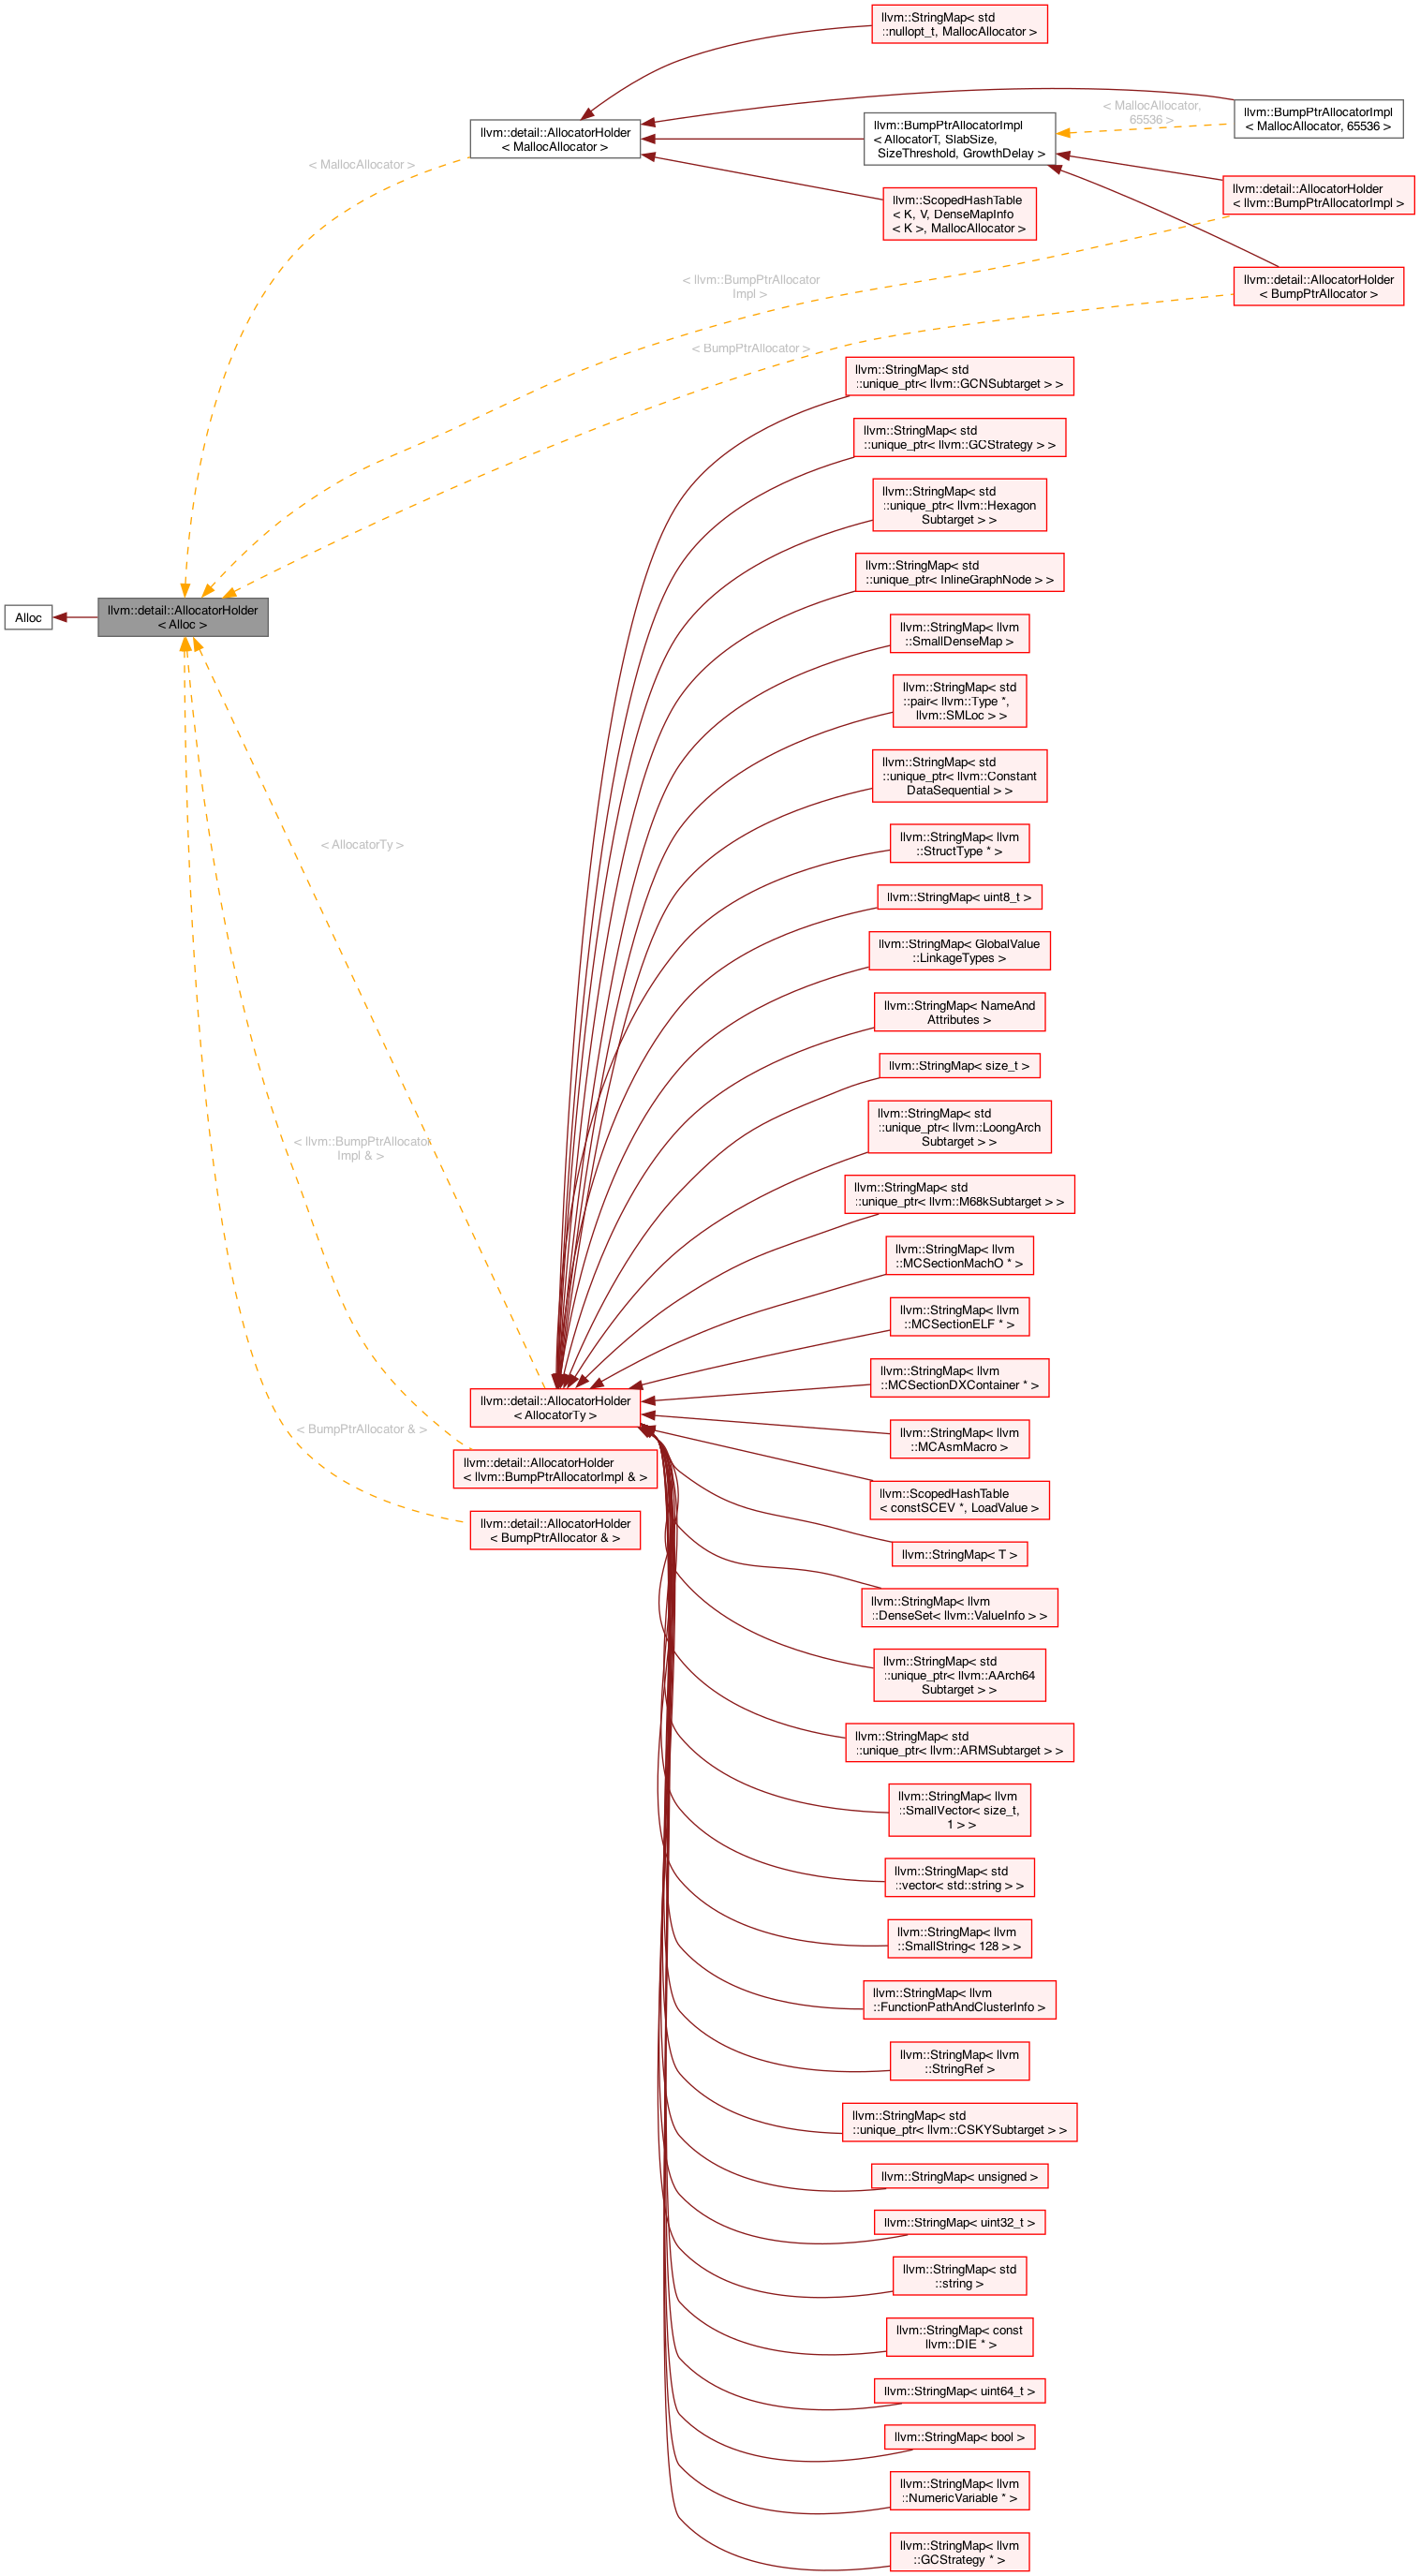 llvm::StringMap< std
::nullopt_t, MallocAllocator >
< MallocAllocator,
65536 >
llvm::BumpPtrAllocatorImpl
< MallocAllocator, 65536 >
llvm::detail::AllocatorHolder
< MallocAllocator >
llvm::BumpPtrAllocatorImpl
< AllocatorT, SlabSize,
SizeThreshold, GrowthDelay >
< MallocAllocator >
llvm::ScopedHashTable
< K, V, DenseMapInfo
< K >, MallocAllocator >
llvm::detail::AllocatorHolder
< llvm::BumpPtrAllocatorImpl >
< llvm::BumpPtrAllocator
Impl >
llvm::detail::AllocatorHolder
< BumpPtrAllocator >
< BumpPtrAllocator >
llvm::StringMap< std
::unique_ptr< llvm::GCNSubtarget > >
llvm::StringMap< std
::unique_ptr< llvm::GCStrategy > >
llvm::StringMap< std
::unique_ptr< llvm::Hexagon
Subtarget > >
llvm::StringMap< std
::unique_ptr< InlineGraphNode > >
Alloc
llvm::detail::AllocatorHolder
< Alloc >
llvm::StringMap< llvm
::SmallDenseMap >
llvm::StringMap< std
::pair< llvm::Type *,
llvm::SMLoc > >
llvm::StringMap< std
::unique_ptr< llvm::Constant
DataSequential > >
< AllocatorTy >
llvm::StringMap< llvm
::StructType * >
llvm::StringMap< uint8_t >
llvm::StringMap< GlobalValue
::LinkageTypes >
llvm::StringMap< NameAnd
Attributes >
llvm::StringMap< size_t >
llvm::StringMap< std
::unique_ptr< llvm::LoongArch
Subtarget > >
< llvm::BumpPtrAllocator
Impl & >
llvm::StringMap< std
::unique_ptr< llvm::M68kSubtarget > >
llvm::StringMap< llvm
::MCSectionMachO * >
llvm::StringMap< llvm
::MCSectionELF * >
llvm::StringMap< llvm
::MCSectionDXContainer * >
llvm::detail::AllocatorHolder
< AllocatorTy >
< BumpPtrAllocator & >
llvm::StringMap< llvm
::MCAsmMacro >
llvm::detail::AllocatorHolder
< llvm::BumpPtrAllocatorImpl & >
llvm::ScopedHashTable
< constSCEV *, LoadValue >
llvm::detail::AllocatorHolder
< BumpPtrAllocator & >
llvm::StringMap< T >
llvm::StringMap< llvm
::DenseSet< llvm::ValueInfo > >
llvm::StringMap< std
::unique_ptr< llvm::AArch64
Subtarget > >
llvm::StringMap< std
::unique_ptr< llvm::ARMSubtarget > >
llvm::StringMap< llvm
::SmallVector< size_t,
1 > >
llvm::StringMap< std
::vector< std::string > >
llvm::StringMap< llvm
::SmallString< 128 > >
llvm::StringMap< llvm
::FunctionPathAndClusterInfo >
llvm::StringMap< llvm
::StringRef >
llvm::StringMap< std
::unique_ptr< llvm::CSKYSubtarget > >
llvm::StringMap< unsigned >
llvm::StringMap< uint32_t >
llvm::StringMap< std
::string >
llvm::StringMap< const
llvm::DIE * >
llvm::StringMap< uint64_t >
llvm::StringMap< bool >
llvm::StringMap< llvm
::NumericVariable * >
llvm::StringMap< llvm
::GCStrategy * >